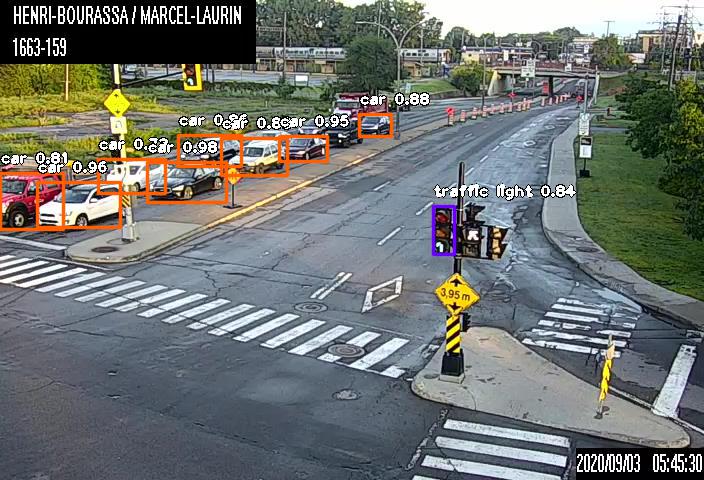 HENRI-BOURASSA / MARCEL-LAURIN
1663-159
car 0.88
car 0.95
car 0.98
car 0.81
car 0.96
traffic light 0.84
3,95 m
2020/09/03 05:45:30